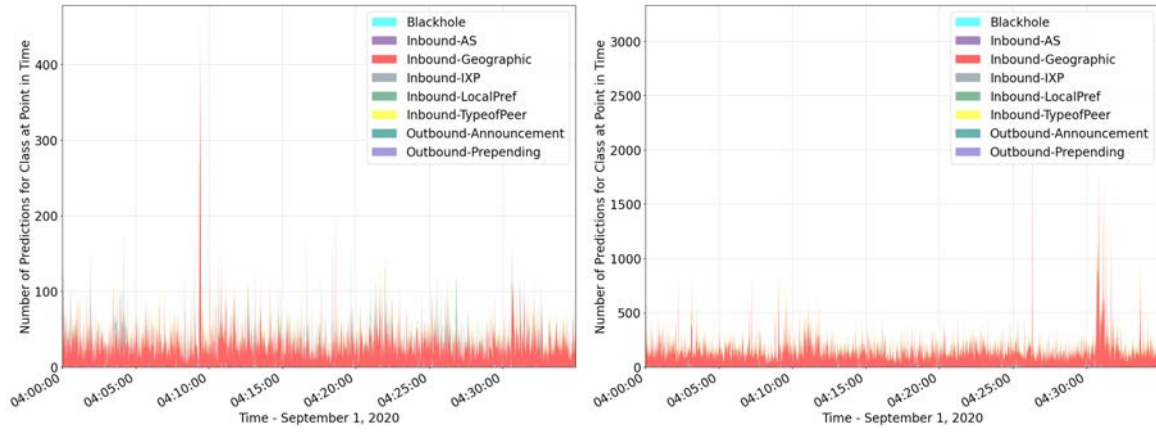 Number of Predictions for Class at Point in Time
400
300
200
100
0
Blackhole
Inbound-AS
Inbound-Geographic
Inbound-IXP
Inbound-LocalPref
Inbound-TypeofPeer
Outbound-Announcement
Outbound-Prepending
04:00:00
04:05:00
04:10:00
04:15:00
04:20:00
04:25:00
04:30:00
Time - September 1, 2020
Number of Predictions for Class at Point in Time
3000
2500
2000
1500
1000
500
0
Blackhole
Inbound-AS
Inbound-Geographic
Inbound-IXP
Inbound-LocalPref
Inbound-TypeofPeer
Outbound-Announcement
Outbound-Prepending
04:00:00
04:05:00
04:10:00
04:15:00
04:20:00
04:25:00
04:30:00
Time - September 1, 2020